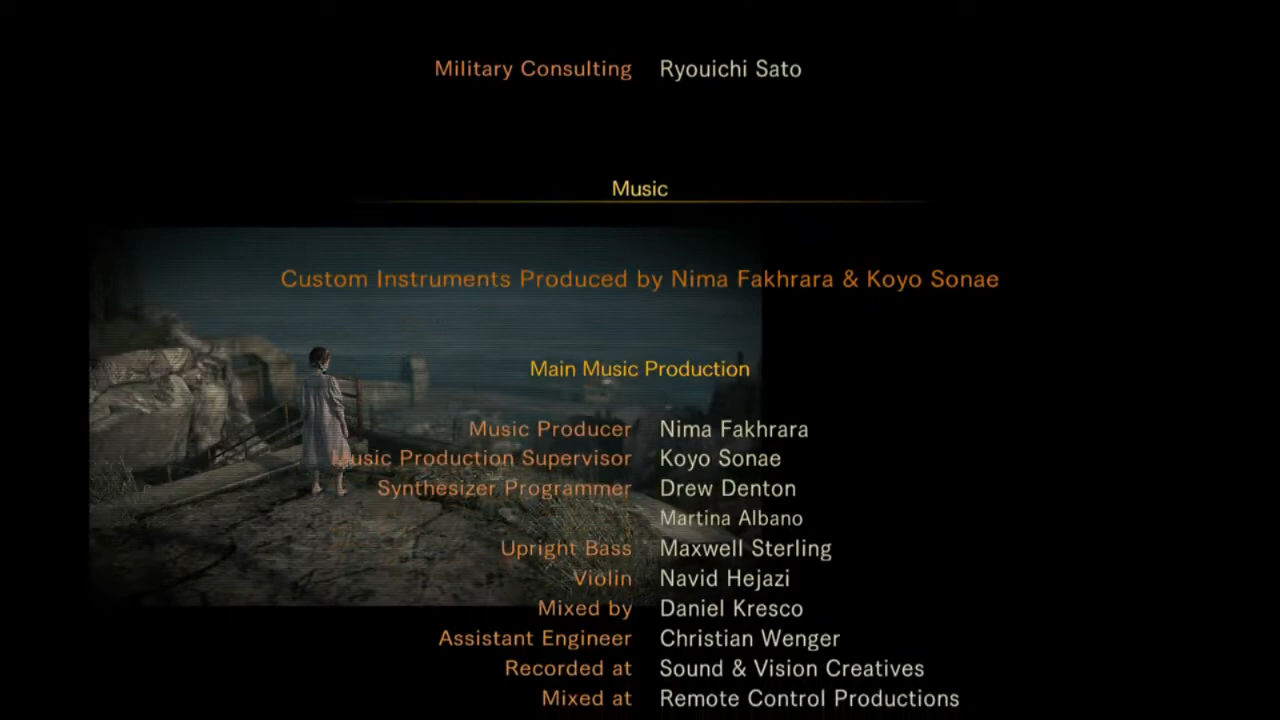 Military Consulting Ryouichi Sato
Music
Custom Instruments Produced by Nima Fakhrara & Koyo Sonae
Main Music Production
Music Producer Nima Fakhrara
Music Production Supervisor Koyo Sonae
Synthesizer Programmer Drew Denton
Martina Albano
Upright Bass Maxwell Sterling
Violin Navid Hejazi
Mixed by Daniel Kresco
Assistant Engineer Christian Wenger
Recorded at Sound & Vision Creatives
Mixed at Remote Control Productions